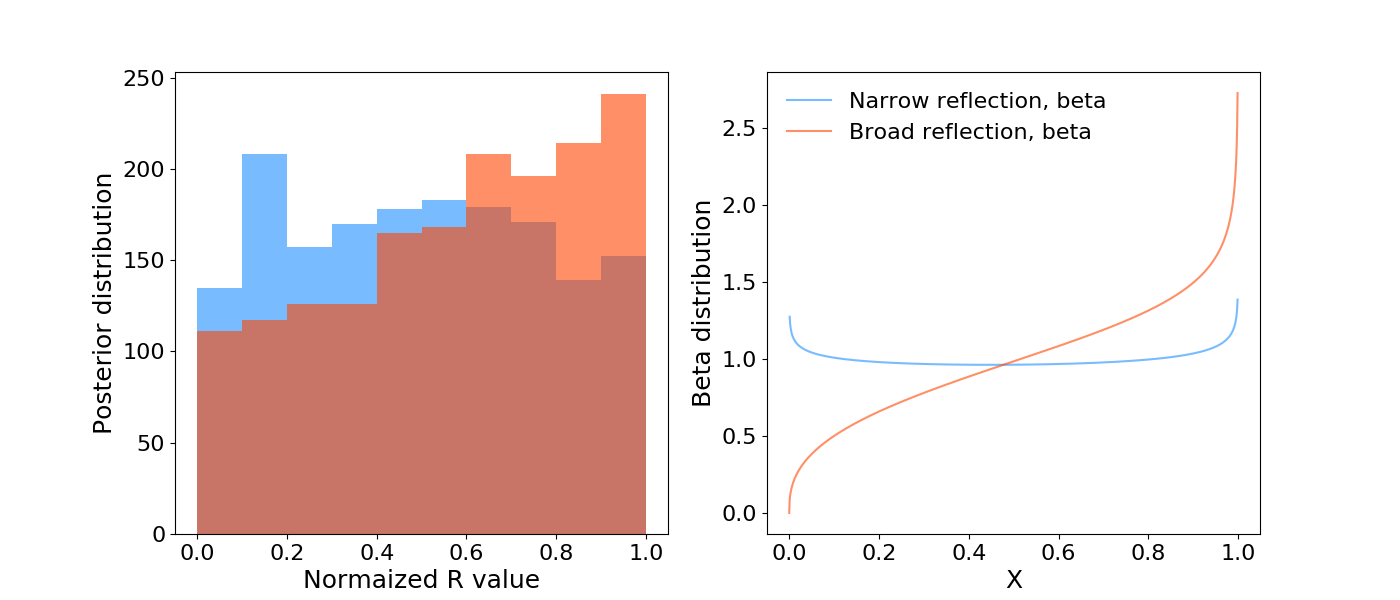 250
200
150
100
50
0
0.0 0.2 0.4 0.6 0.8 1.0
Posterior distribution
Normaized R value
Narrow reflection, beta
Broad reflection, beta
2.5
2.0
1.5
1.0
0.5
0.0
0.0 0.2 0.4 0.6 0.8 1.0
Beta distribution
X